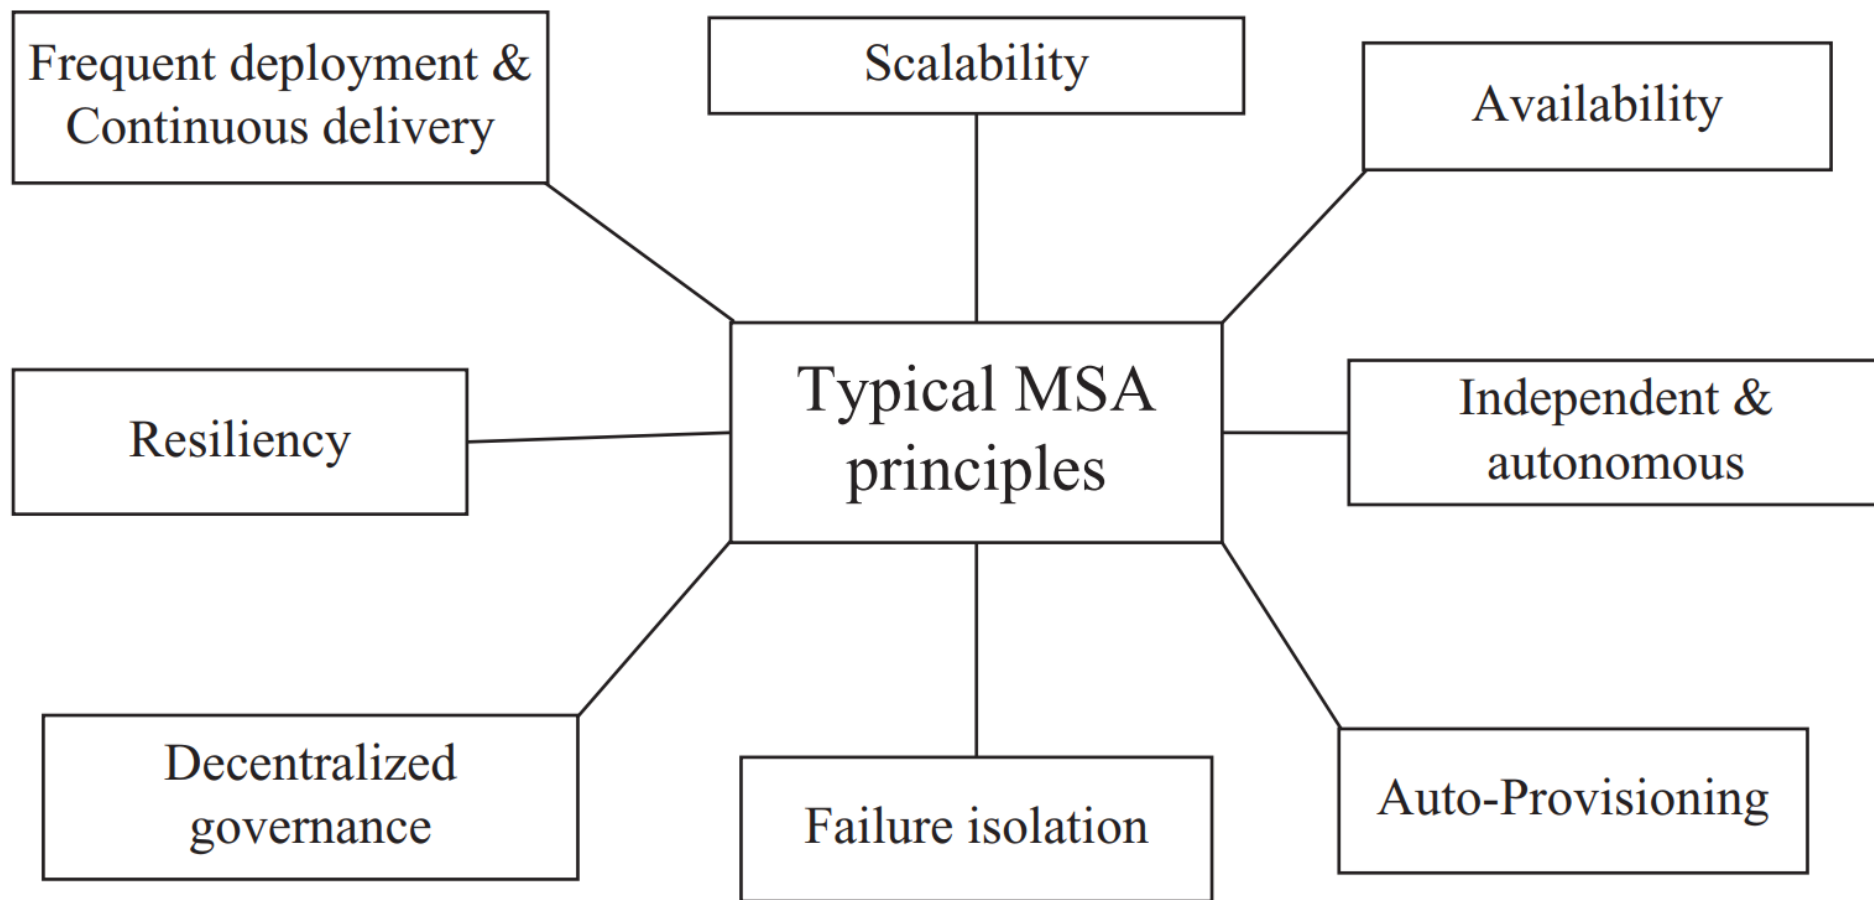 Frequent deployment &
Continuous delivery
Scalability
Availability
Resiliency
Typical MSA
principles
Independent &
autonomous
Decentralized
governance
Failure isolation
Auto-Provisioning